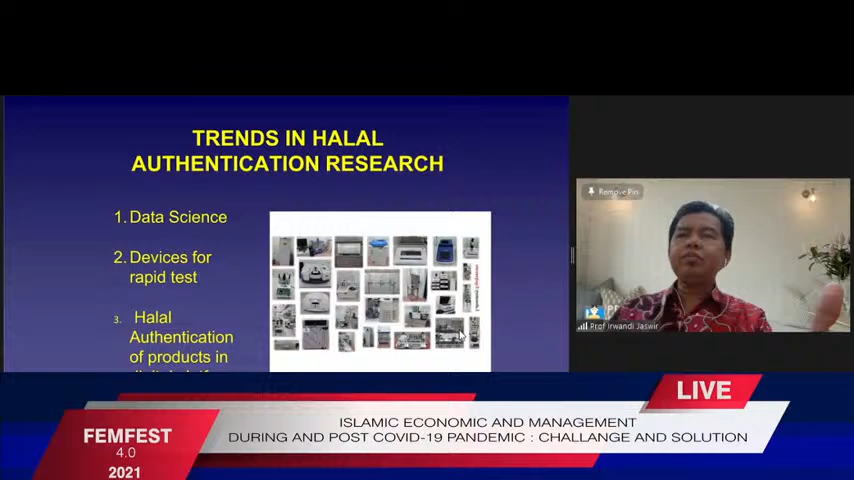 TRENDS IN HALAL
AUTHENTICATION RESEARCH
1. Data Science
2. Devices for
rapid test
3. Halal
Authentication
of products in
Remove Pin
Prof Irwandi Jaswir
LIVE
ISLAMIC ECONOMIC AND MANAGEMENT
DURING AND POST COVID-19 PANDEMIC : CHALLANGE AND SOLUTION
FEMFEST
4.0
2021